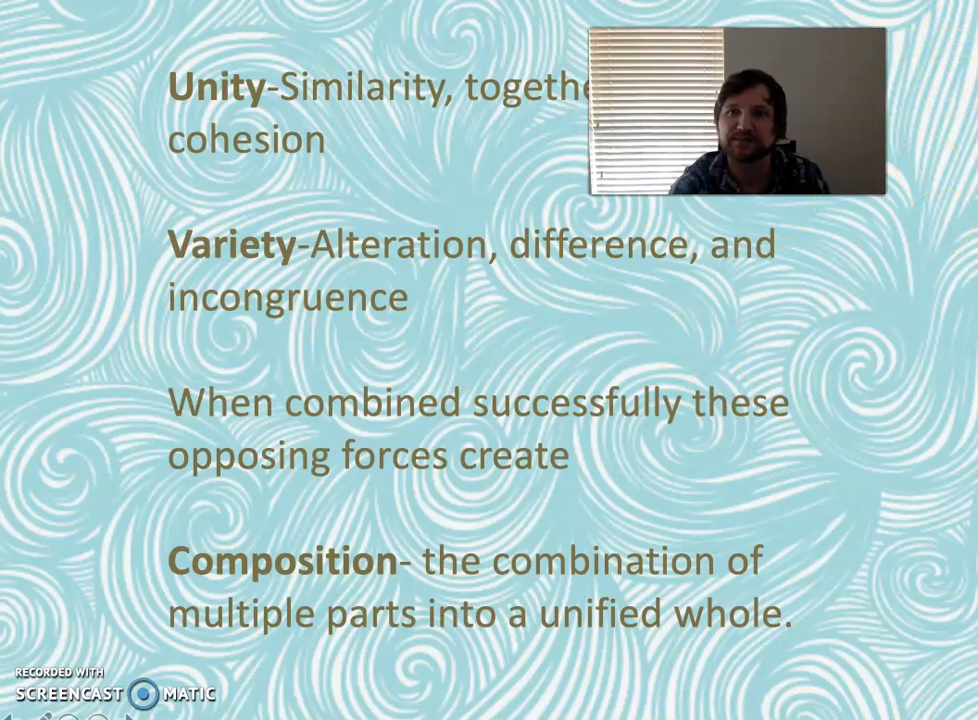 Unity-Similarity,
cohesion
Variety-Alteration, difference, and
incongruence
When combined successfully these
opposing forces create
Composition- the combination of
multiple parts into a unified whole.
RECORDED WITH
SCREENCAST MATIC